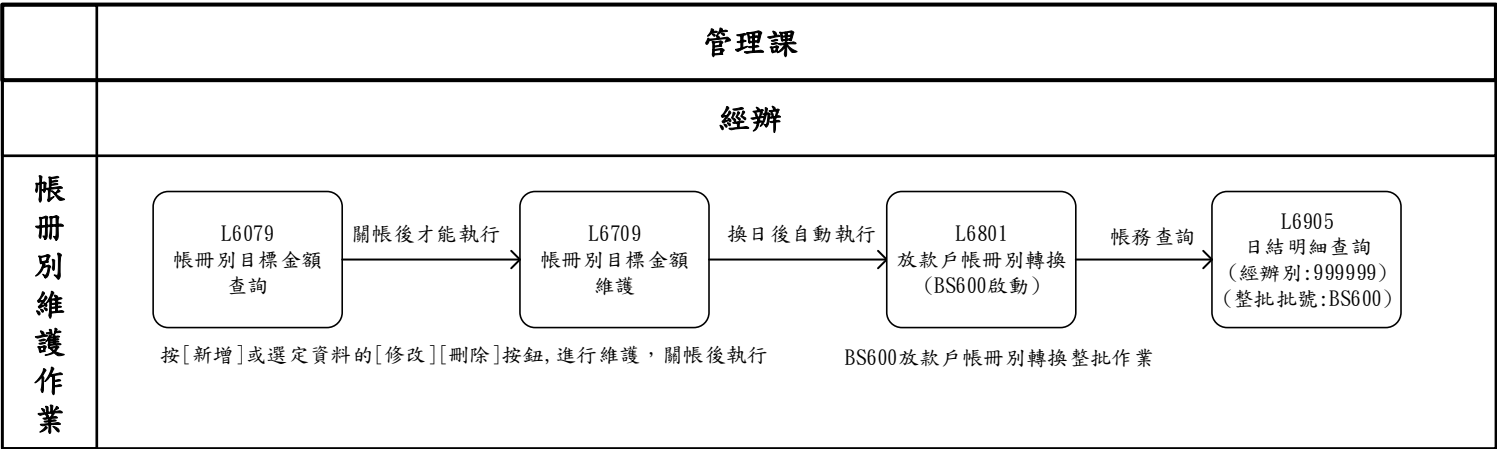 管理課
經辦
帳
冊
別
維
護
作
業
L6079
帳冊別目標金額
查詢
關帳後才能執行
L6709
帳冊別目標金額
維護
換日後自動執行
L6801
放款戶帳冊別轉換
(BS600啟動)
帳務查詢
L6905
日結明細查詢
(經辦別:999999)
(整批批號:BS600)
按[新增]或選定資料的[修改][刪除]按鈕,進行維護，關帳後執行
BS600放款戶帳冊別轉換整批作業